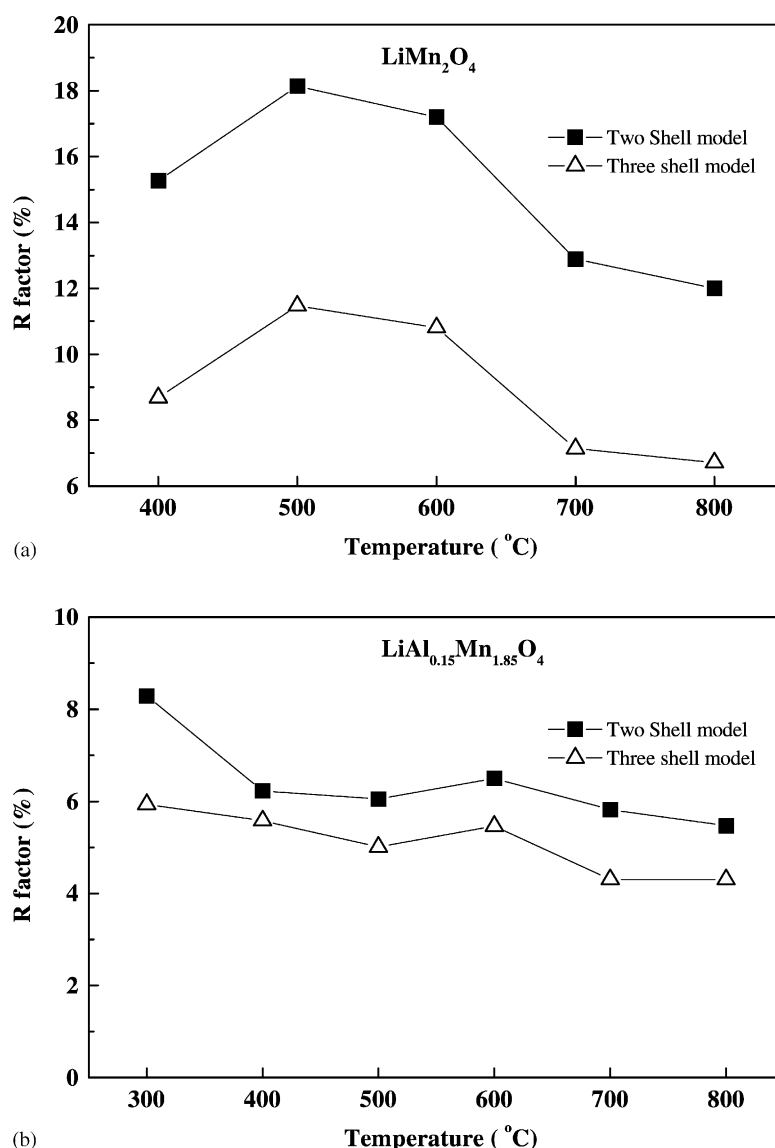 20
LiMn₂O₄
18
Two Shell model
16
Three shell model
14
R factor (%)
12
10
8
6
400 500 600 700 800
(a)
Temperature ( °C)
10
LiAl₀.₁₅Mn₁.₈₅O₄
8
Two Shell model
Three shell model
6
R factor (%)
4
2
0
300 400 500 600 700 800
(b)
Temperature ( °C)